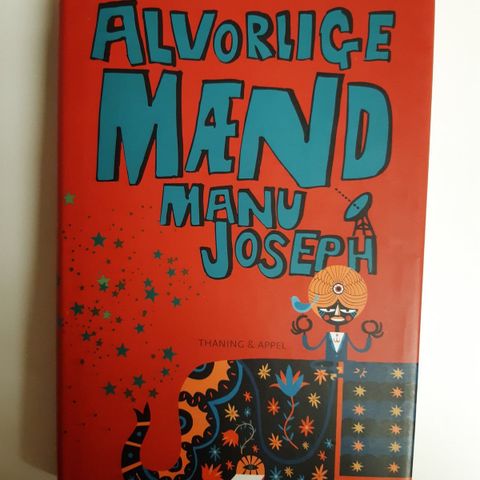 ALVORLIGE
MÆND
MANU
JOSEPH
THANING & APPEL